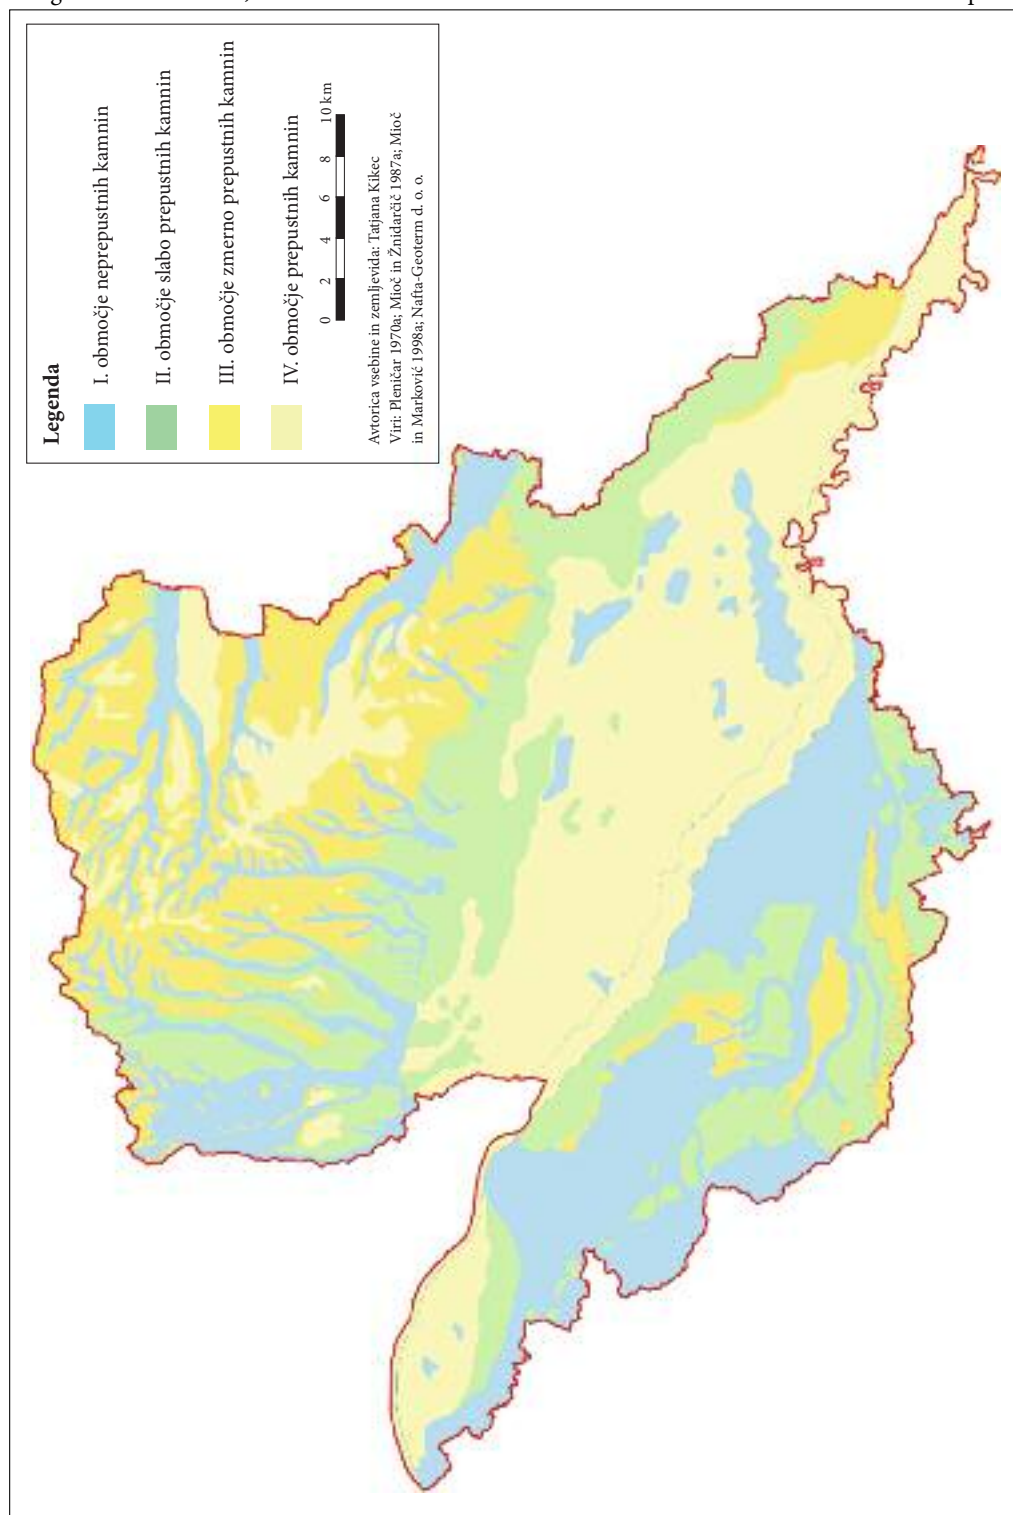 Legenda
I. območje neprepustnih kamnin
II. območje slabo prepustnih kamnin
III. območje zmerno prepustnih kamnin
IV. območje prepustnih kamnin
0 2 4 6 8 10 km
Avtorica vsebine in zemljevida: Tatjana Kikec
Viri: Pleničar 1970a; Mioč in Žnidarčič 1987a; Mioč
in Marković 1998a; Nafta-Geoterm d. o. o.